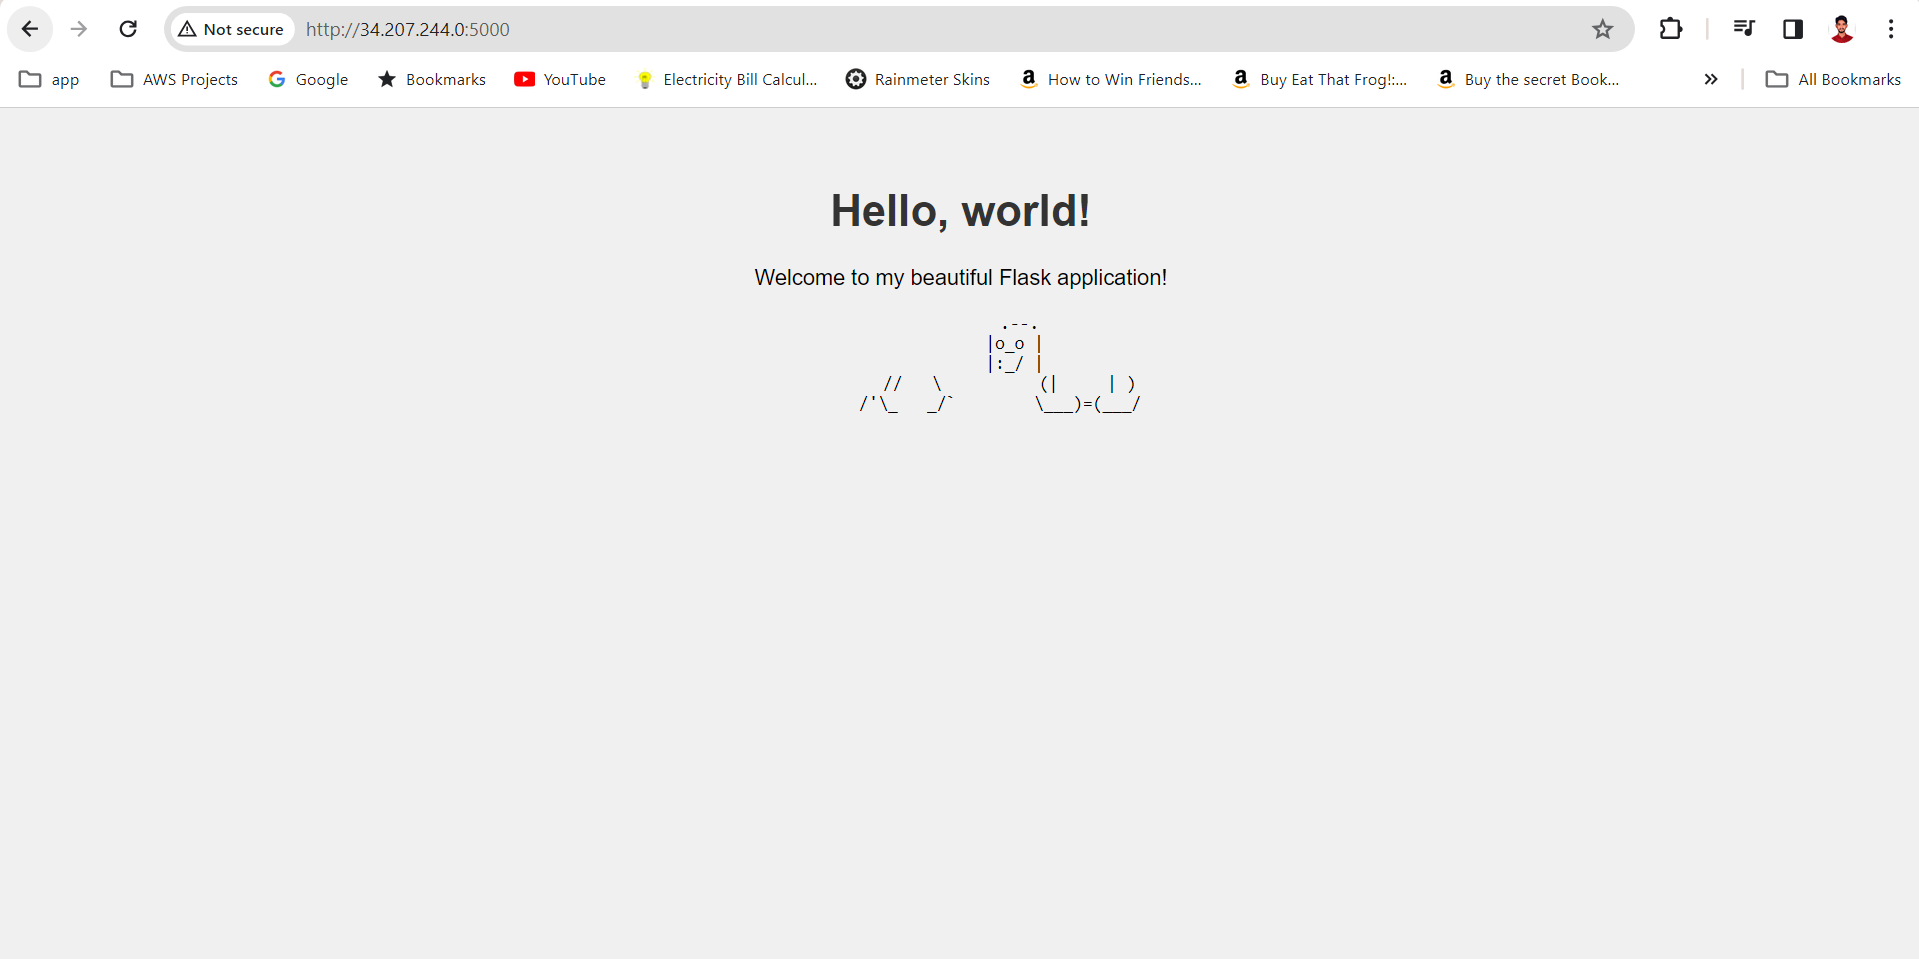 Not secure http://34.207.244.0:5000
app AWS Projects Google Bookmarks YouTube Electricity Bill Calcul... Rainmeter Skins How to Win Friends... Buy Eat That Frog!:... Buy the secret Book... » All Bookmarks
Hello, world!
Welcome to my beautiful Flask application!
.--.
|o_o |
|:_/ |
// \ (| | )
/'\_ _/` \___)=(___/